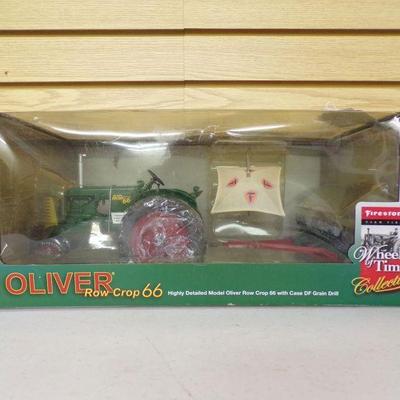 Firestone
Wheels
of Time
Collectibles
OLIVER
Row Crop 66
Highly Detailed Model Oliver Row Crop 66 with Case DF Grain Drill